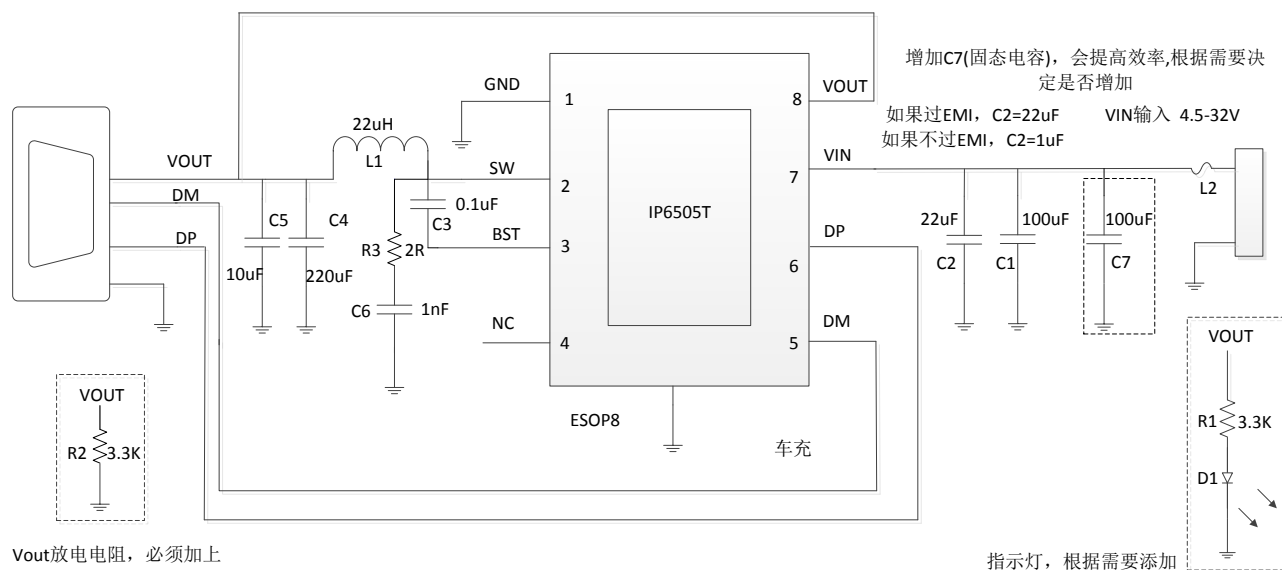 增加C7(固态电容)，会提高效率,根据需要决
定是否增加
如果过EMI，C2=22uF
VIN输入 4.5-32V
如果不过EMI，C2=1uF
GND
1
8
VOUT
22uH
L1
VOUT
SW
2
7
VIN
L2
DM
C5
C4
0.1uF
C3
IP6505T
22uF
100uF
100uF
DP
R3
2R
BST
3
6
DP
C2
C1
C7
10uF
220uF
C6
1nF
NC
4
5
DM
VOUT
VOUT
ESOP8
R1
3.3K
R2
3.3K
车充
D1
Vout放电电阻，必须加上
指示灯，根据需要添加